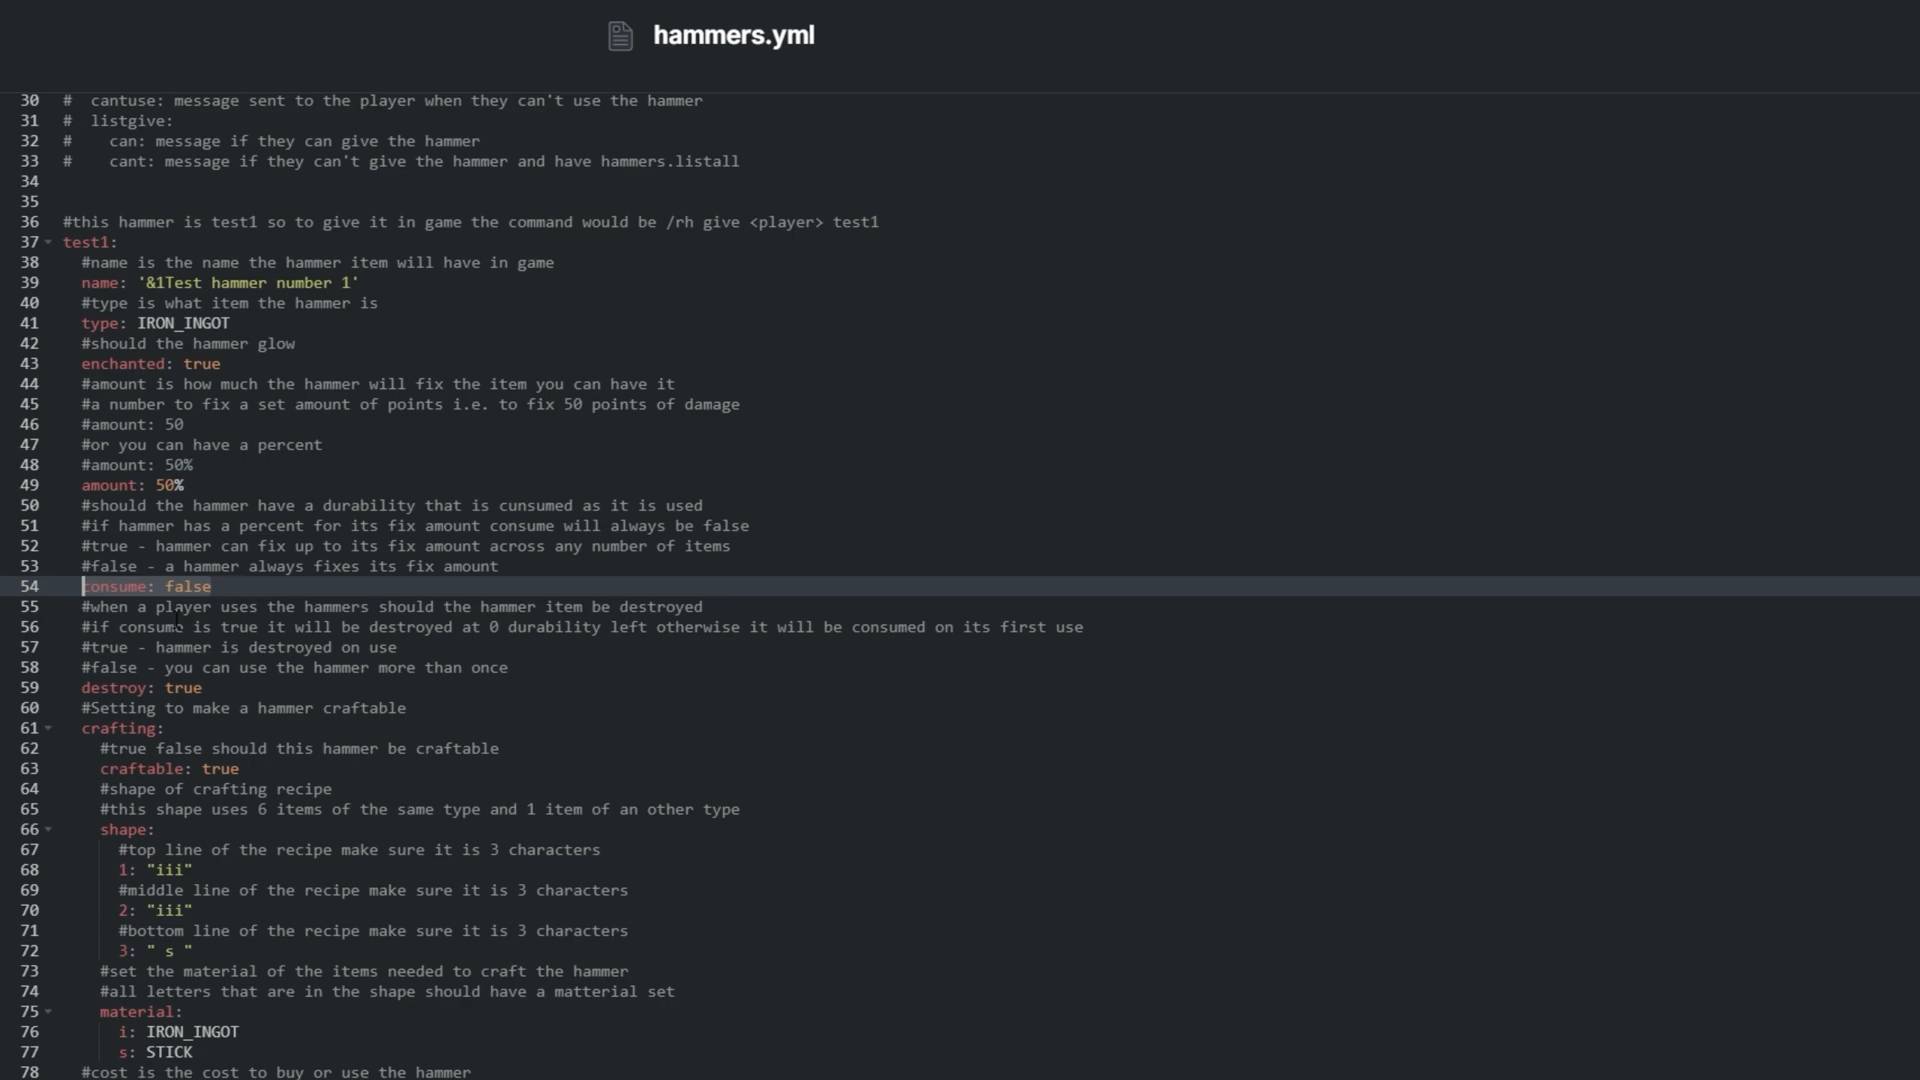 hammers.yml
30 #  cantuse: message sent to the player when they can't use the hammer
31 #  listgive:
32 #    can: message if they can give the hammer
33 #    cant: message if they can't give the hammer and have hammers.listall
34
35
36 #this hammer is test1 so to give it in game the command would be /rh give <player> test1
37 test1:
38   #name is the name the hammer item will have in game
39   name: '&1Test hammer number 1'
40   #type is what item the hammer is
41   type: IRON_INGOT
42   #should the hammer glow
43   enchanted: true
44   #amount is how much the hammer will fix the item you can have it
45   #a number to fix a set amount of points i.e. to fix 50 points of damage
46   #amount: 50
47   #or you can have a percent
48   #amount: 50%
49   amount: 50%
50   #should the hammer have a durability that is cunsumed as it is used
51   #if hammer has a percent for its fix amount consume will always be false
52   #true - hammer can fix up to its fix amount across any number of items
53   #false - a hammer always fixes its fix amount
54   consume: false
55   #when a player uses the hammers should the hammer item be destroyed
56   #if consume is true it will be destroyed at 0 durability left otherwise it will be consumed on its first use
57   #true - hammer is destroyed on use
58   #false - you can use the hammer more than once
59   destroy: true
60   #Setting to make a hammer craftable
61   crafting:
62     #true false should this hammer be craftable
63     craftable: true
64     #shape of crafting recipe
65     #this shape uses 6 items of the same type and 1 item of an other type
66     shape:
67       #top line of the recipe make sure it is 3 characters
68       1: "iii"
69       #middle line of the recipe make sure it is 3 characters
70       2: "iii"
71       #bottom line of the recipe make sure it is 3 characters
72       3: " s "
73     #set the material of the items needed to craft the hammer
74     #all letters that are in the shape should have a matterial set
75     material:
76       i: IRON_INGOT
77       s: STICK
78   #cost is the cost to buy or use the hammer